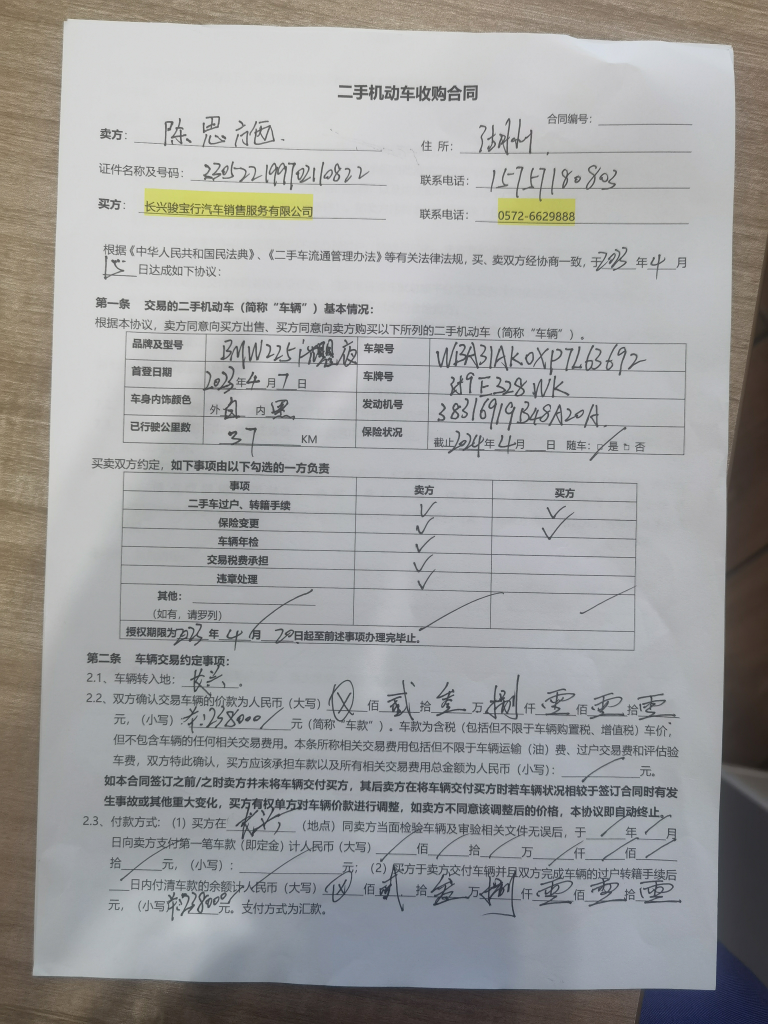 二手机动车收购合同
合同编号：
卖方： 陈思 住 所：
证件名称及号码： 330522199702110822 联系电话： 15757180803
买方： 长兴骏宝行汽车销售服务有限公司 联系电话： 0572-6629888
根据《中华人民共和国民法典》、《二手车流通管理办法》等有关法律法规，买、卖双方经协商一致，于2023年4月
15日达成如下协议：
第一条 交易的二手机动车（简称“车辆”）基本情况：
根据本协议，卖方同意向买方出售、买方同意向卖方购买以下所列的二手机动车（简称“车辆”）。
品牌及型号 BMW225i 曜夜 车架号 WBA31AK0XP7L63692
首登日期 2023年4月7日 车牌号 E328WK
车身内饰颜色 外 白 内 黑 发动机号 38316919B48A20A
已行驶公里数 37 KM 保险状况 截止2024年4月 日 随车：□是□否
买卖双方约定，如下事项由以下勾选的一方负责
事项 卖方 买方
二手车过户、转籍手续 ✓ ✓
保险变更 ✓ ✓
车辆年检 ✓
交易税费承担 ✓
违章处理 ✓
其他：
（如有，请罗列）
授权期限为2023年4月20日起至前述事项办理完毕止。
第二条 车辆交易约定事项：
2.1、车辆转入地：长兴.
2.2、双方确认交易车辆的价款为人民币（大写）ⓧ佰贰拾叁万捌仟零佰零拾零
元，（小写）¥:238000/元（简称“车款”）。车款为含税（包括但不限于车辆购置税、增值税）车价，
但不包含车辆的任何相关交易费用。本条所称相关交易费用包括但不限于车辆运输（油）费、过户交易费和评估验
车费，双方特此确认，买方应该承担车款以及所有相关交易费用总金额为人民币（小写）：/元。
如本合同签订之前/之时卖方并未将车辆交付买方，其后卖方在将车辆交付买方时若车辆状况相较于签订合同时有发
生事故或其他重大变化，买方有权单方对车辆价款进行调整，如卖方不同意该调整后的价格，本协议即自动终止。
2.3、付款方式：（1）买方在 长兴 （地点）同卖方当面检验车辆及审验相关文件无误后，于/年/月
日向卖方支付第一笔车款（即定金）计人民币（大写）/佰/拾/万/仟/佰/
拾/元，（小写）：/元；（2）买方于卖方交付车辆并且双方完成车辆的过户转籍手续后
日内付清车款的余额计人民币（大写）ⓧ佰贰拾叁万捌仟零佰零拾零
元，（小写）¥:238000元。支付方式为汇款。